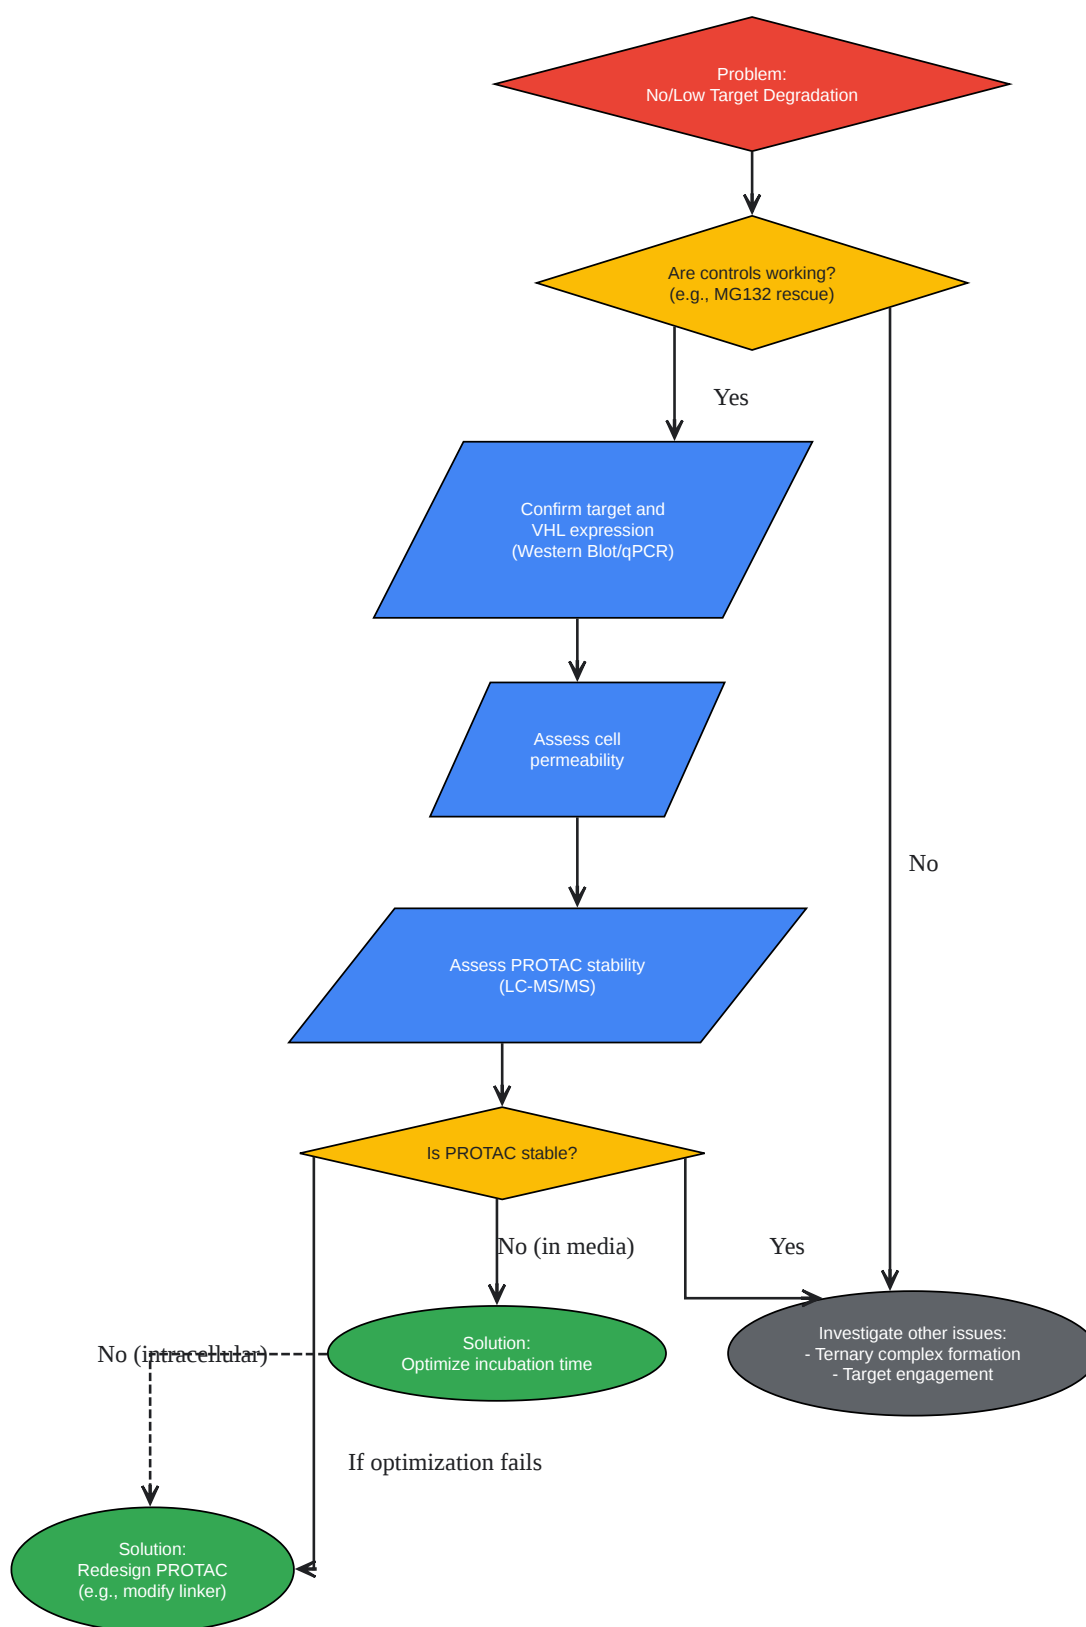 Problem:
No/Low Target Degradation
Are controls working?
(e.g., MG132 rescue)
Yes
Confirm target and
VHL expression
(Western Blot/qPCR)
Assess cell
permeability
No
Assess PROTAC stability
(LC-MS/MS)
Is PROTAC stable?
No (in media)
Yes
Solution:
Optimize incubation time
Investigate other issues:
- Ternary complex formation
- Target engagement
No (intracellular)
If optimization fails
Solution:
Redesign PROTAC
(e.g., modify linker)